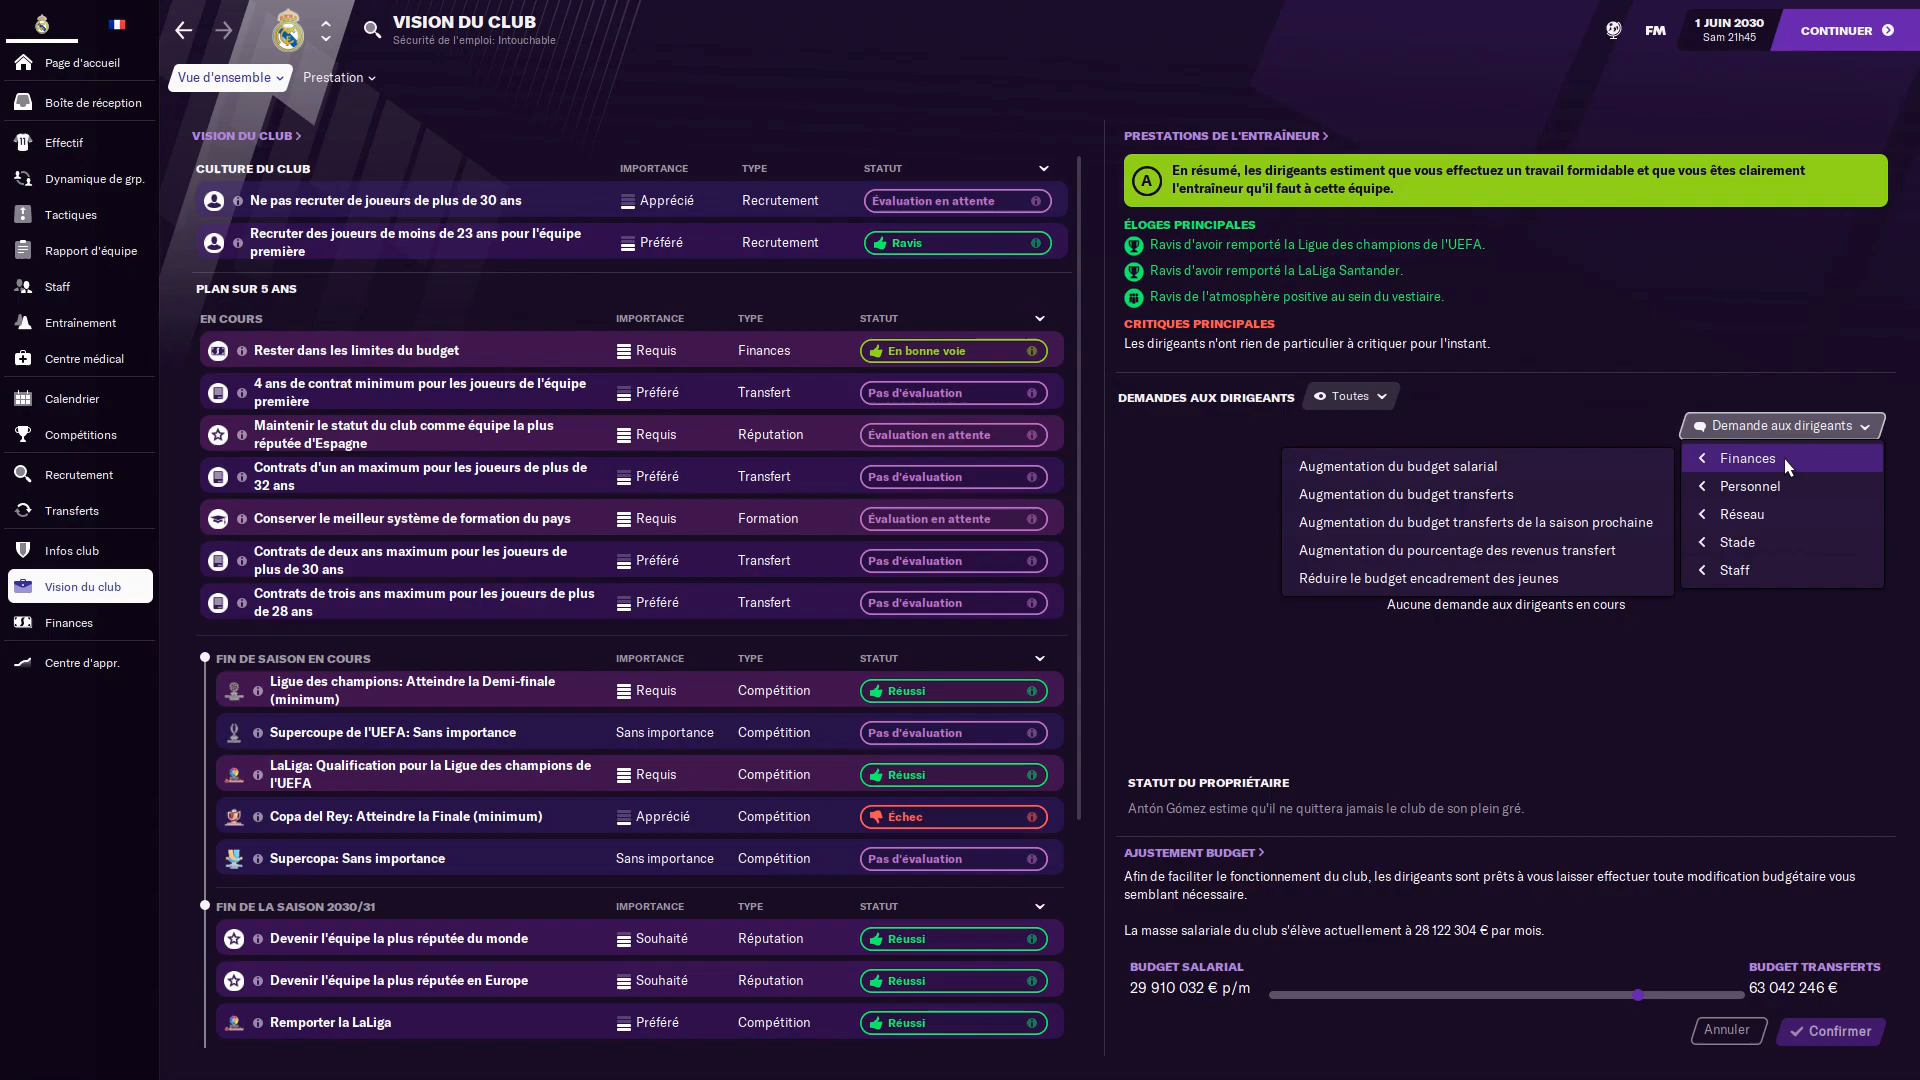 VISION DU CLUB
Sécurité de l'emploi: Intouchable
FM
1 JUIN 2030
Sam 21h45
CONTINUER
Page d'accueil
Boîte de réception
11
Effectif
Dynamique de grp.
Tactiques
Rapport d'équipe
Staff
Entraînement
Centre médical
Calendrier
Compétitions
Recrutement
Transferts
Infos club
Vision du club
Finances
Centre d'appr.
Vue d'ensemble
Prestation
VISION DU CLUB >
CULTURE DU CLUB IMPORTANCE TYPE STATUT
Ne pas recruter de joueurs de plus de 30 ans Apprécié Recrutement Évaluation en attente
Recruter des joueurs de moins de 23 ans pour l'équipe
première Préféré Recrutement Ravis
PLAN SUR 5 ANS
EN COURS IMPORTANCE TYPE STATUT
Rester dans les limites du budget Requis Finances En bonne voie
4 ans de contrat minimum pour les joueurs de l'équipe
première Préféré Transfert Pas d'évaluation
Maintenir le statut du club comme équipe la plus
réputée d'Espagne Requis Réputation Évaluation en attente
Contrats d'un an maximum pour les joueurs de plus de
32 ans Préféré Transfert Pas d'évaluation
Conserver le meilleur système de formation du pays Requis Formation Évaluation en attente
Contrats de deux ans maximum pour les joueurs de
plus de 30 ans Préféré Transfert Pas d'évaluation
Contrats de trois ans maximum pour les joueurs de plus
de 28 ans Préféré Transfert Pas d'évaluation
FIN DE SAISON EN COURS IMPORTANCE TYPE STATUT
Ligue des champions: Atteindre la Demi-finale
(minimum) Requis Compétition Réussi
Supercoupe de l'UEFA: Sans importance Sans importance Compétition Pas d'évaluation
LaLiga: Qualification pour la Ligue des champions de
l'UEFA Requis Compétition Réussi
Copa del Rey: Atteindre la Finale (minimum) Apprécié Compétition Échec
Supercopa: Sans importance Sans importance Compétition Pas d'évaluation
FIN DE LA SAISON 2030/31 IMPORTANCE TYPE STATUT
Devenir l'équipe la plus réputée du monde Souhaité Réputation Réussi
Devenir l'équipe la plus réputée en Europe Souhaité Réputation Réussi
Remporter la LaLiga Préféré Compétition Réussi
PRESTATIONS DE L'ENTRAÎNEUR >
A
En résumé, les dirigeants estiment que vous effectuez un travail formidable et que vous êtes clairement
l'entraîneur qu'il faut à cette équipe.
ÉLOGES PRINCIPALES
Ravis d'avoir remporté la Ligue des champions de l'UEFA.
Ravis d'avoir remporté la LaLiga Santander.
Ravis de l'atmosphère positive au sein du vestiaire.
CRITIQUES PRINCIPALES
Les dirigeants n'ont rien de particulier à critiquer pour l'instant.
DEMANDES AUX DIRIGEANTS Toutes
Demande aux dirigeants
Finances
Personnel
Réseau
Stade
Staff
Augmentation du budget salarial
Augmentation du budget transferts
Augmentation du budget transferts de la saison prochaine
Augmentation du pourcentage des revenus transfert
Réduire le budget encadrement des jeunes
Aucune demande aux dirigeants en cours
STATUT DU PROPRIÉTAIRE
Antón Gómez estime qu'il ne quittera jamais le club de son plein gré.
AJUSTEMENT BUDGET >
Afin de faciliter le fonctionnement du club, les dirigeants sont prêts à vous laisser effectuer toute modification budgétaire vous
semblant nécessaire.
La masse salariale du club s'élève actuellement à 28 122 304 € par mois.
BUDGET SALARIAL
29 910 032 € p/m
BUDGET TRANSFERTS
63 042 246 €
Annuler
Confirmer